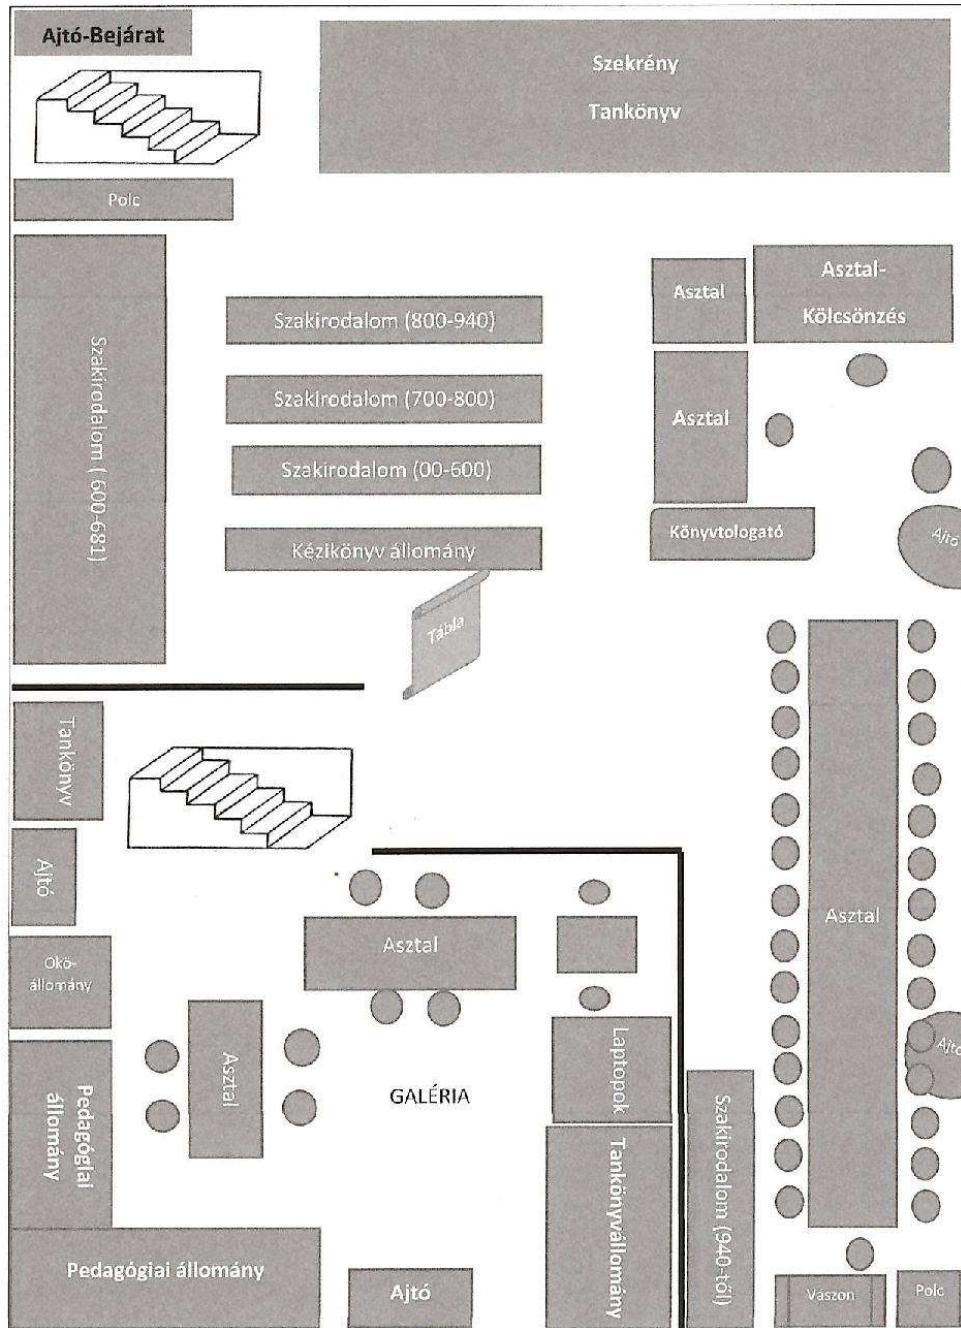 Ajtó-Bejárat
Szekrény
Tankönyv
Polc
Szakirodalom ( 600-681)
Szakirodalom (800-940)
Szakirodalom (700-800)
Szakirodalom (00-600)
Kézikönyv állomány
Tábla
Asztal
Asztal-
Kölcsönzés
Asztal
Könyvtologató
Ajtó
Tankönyv
Ajtó
Okö-
állomány
Pedagógiai
állomány
Pedagógiai állomány
Asztal
Asztal
GALÉRIA
Ajtó
Laptopok
Tankönyvállomány
Szakirodalom (940-től)
Asztal
Ajtó
Vászon
Polc